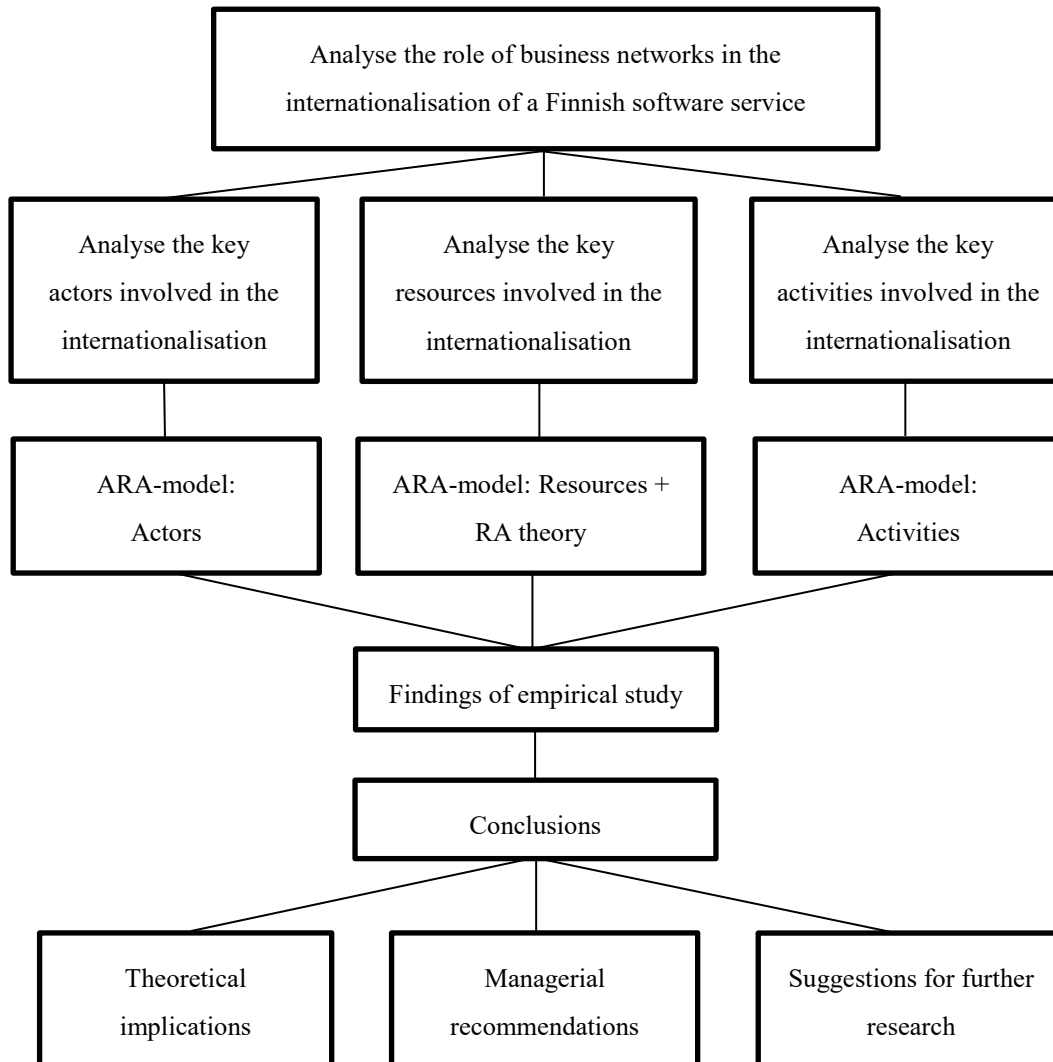 Analyse the role of business networks in the
internationalisation of a Finnish software service
Analyse the key
actors involved in the
internationalisation
Analyse the key
resources involved in the
internationalisation
Analyse the key
activities involved in the
internationalisation
ARA-model:
Actors
ARA-model: Resources +
RA theory
ARA-model:
Activities
Findings of empirical study
Conclusions
Theoretical
implications
Managerial
recommendations
Suggestions for further
research